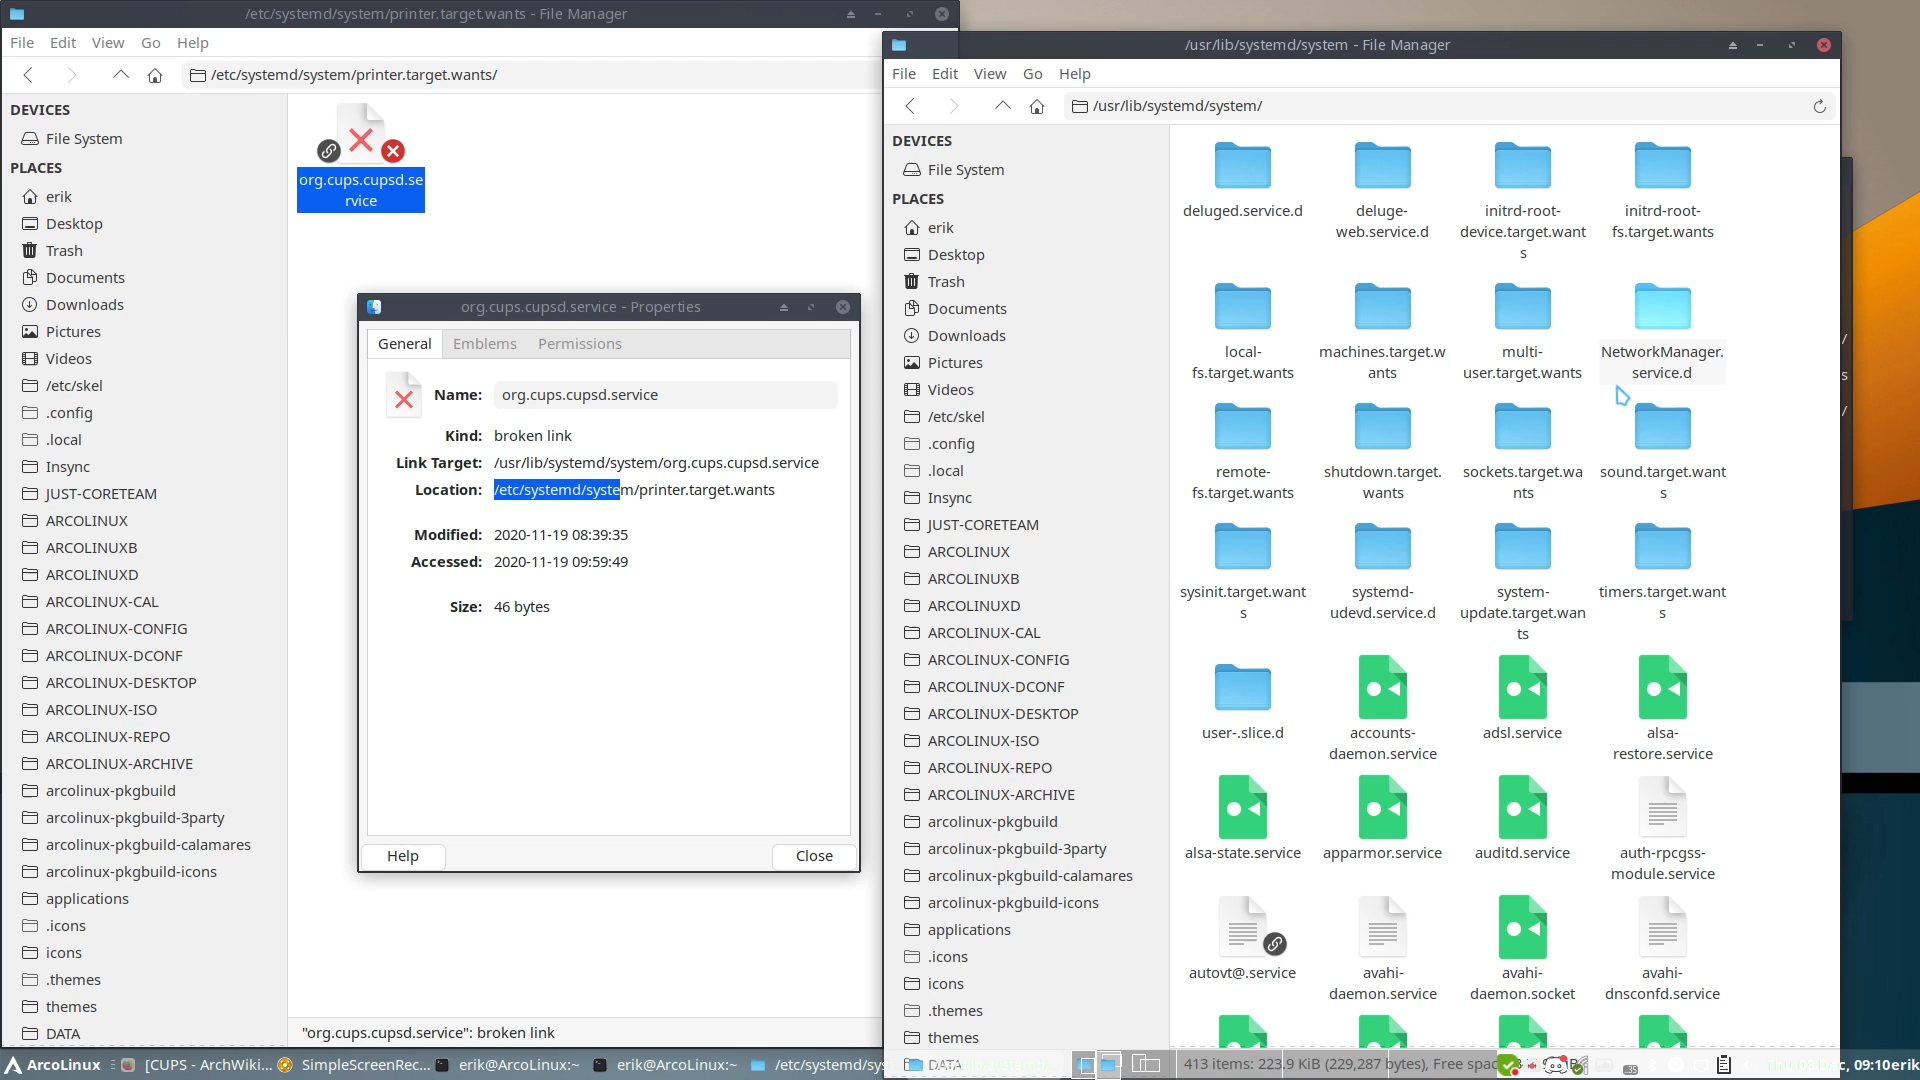 /etc/systemd/system/printer.target.wants - File Manager
File Edit View Go Help
/etc/systemd/system/printer.target.wants/
DEVICES
File System
PLACES
erik
Desktop
Trash
Documents
Downloads
Pictures
Videos
/etc/skel
.config
.local
Insync
JUST-CORETEAM
ARCOLINUX
ARCOLINUXB
ARCOLINUXD
ARCOLINUX-CAL
ARCOLINUX-CONFIG
ARCOLINUX-DCONF
ARCOLINUX-DESKTOP
ARCOLINUX-ISO
ARCOLINUX-REPO
ARCOLINUX-ARCHIVE
arcolinux-pkgbuild
arcolinux-pkgbuild-3party
arcolinux-pkgbuild-calamares
arcolinux-pkgbuild-icons
applications
.icons
icons
.themes
themes
DATA
org.cups.cupsd.se
rvice
"org.cups.cupsd.service": broken link
org.cups.cupsd.service - Properties
General Emblems Permissions
Name: org.cups.cupsd.service
Kind: broken link
Link Target: /usr/lib/systemd/system/org.cups.cupsd.service
Location: /etc/systemd/system/printer.target.wants
Modified: 2020-11-19 08:39:35
Accessed: 2020-11-19 09:59:49
Size: 46 bytes
Help Close
/usr/lib/systemd/system - File Manager
File Edit View Go Help
/usr/lib/systemd/system/
DEVICES
File System
PLACES
erik
Desktop
Trash
Documents
Downloads
Pictures
Videos
/etc/skel
.config
.local
Insync
JUST-CORETEAM
ARCOLINUX
ARCOLINUXB
ARCOLINUXD
ARCOLINUX-CAL
ARCOLINUX-CONFIG
ARCOLINUX-DCONF
ARCOLINUX-DESKTOP
ARCOLINUX-ISO
ARCOLINUX-REPO
ARCOLINUX-ARCHIVE
arcolinux-pkgbuild
arcolinux-pkgbuild-3party
arcolinux-pkgbuild-calamares
arcolinux-pkgbuild-icons
applications
.icons
icons
.themes
themes
DATA
deluged.service.d
deluge-
web.service.d
initrd-root-
device.target.want
s
initrd-root-
fs.target.wants
local-
fs.target.wants
machines.target.w
ants
multi-
user.target.wants
NetworkManager.
service.d
remote-
fs.target.wants
shutdown.target.
wants
sockets.target.wa
nts
sound.target.want
s
sysinit.target.want
s
systemd-
udevd.service.d
system-
update.target.wan
ts
timers.target.want
s
user-.slice.d
accounts-
daemon.service
adsl.service
alsa-
restore.service
alsa-state.service
apparmor.service
auditd.service
auth-rpcgss-
module.service
autovt@.service
avahi-
daemon.service
avahi-
daemon.socket
avahi-
dnsconfd.service
413 items: 223.9 KiB (229,287 bytes), Free spac
ArcoLinux [CUPS - ArchWiki... SimpleScreenRec... erik@ArcoLinux:~ erik@ArcoLinux:~ /etc/systemd/sy
35
09:10 erik